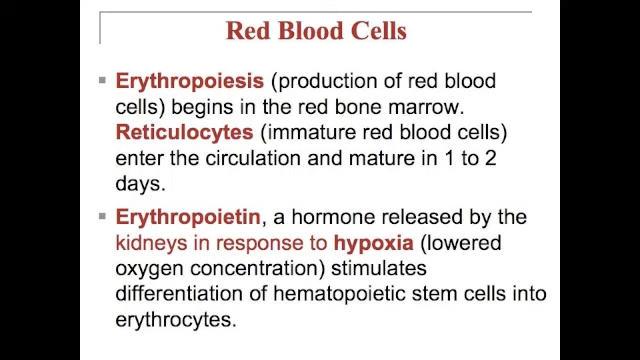 Red Blood Cells
Erythropoiesis (production of red blood
cells) begins in the red bone marrow.
Reticulocytes (immature red blood cells)
enter the circulation and mature in 1 to 2
days.
Erythropoietin, a hormone released by the
kidneys in response to hypoxia (lowered
oxygen concentration) stimulates
differentiation of hematopoietic stem cells into
erythrocytes.